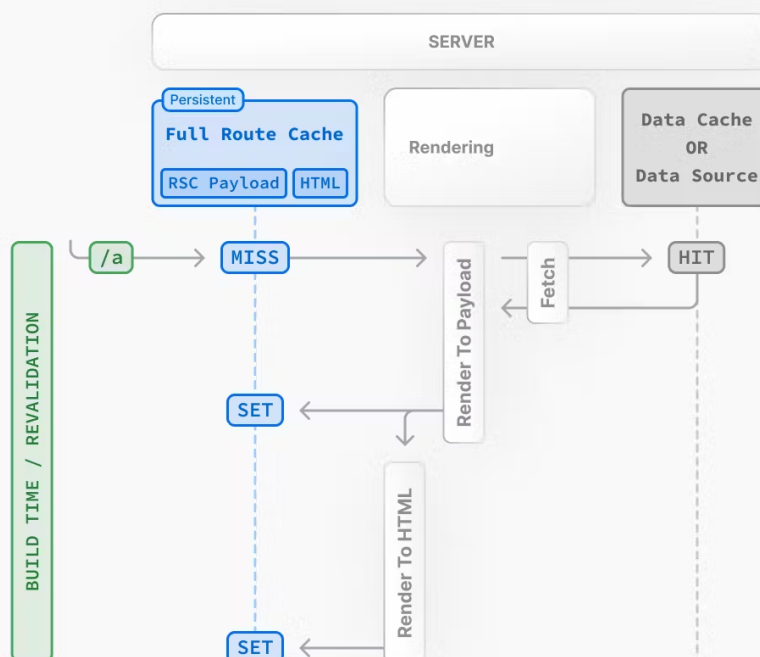 SERVER
Persistent
Full Route Cache
RSC Payload
HTML
Rendering
Data Cache
OR
Data Source
/a
MISS
HIT
Fetch
Render To Payload
BUILD TIME / REVALIDATION
SET
Render To HTML
SET